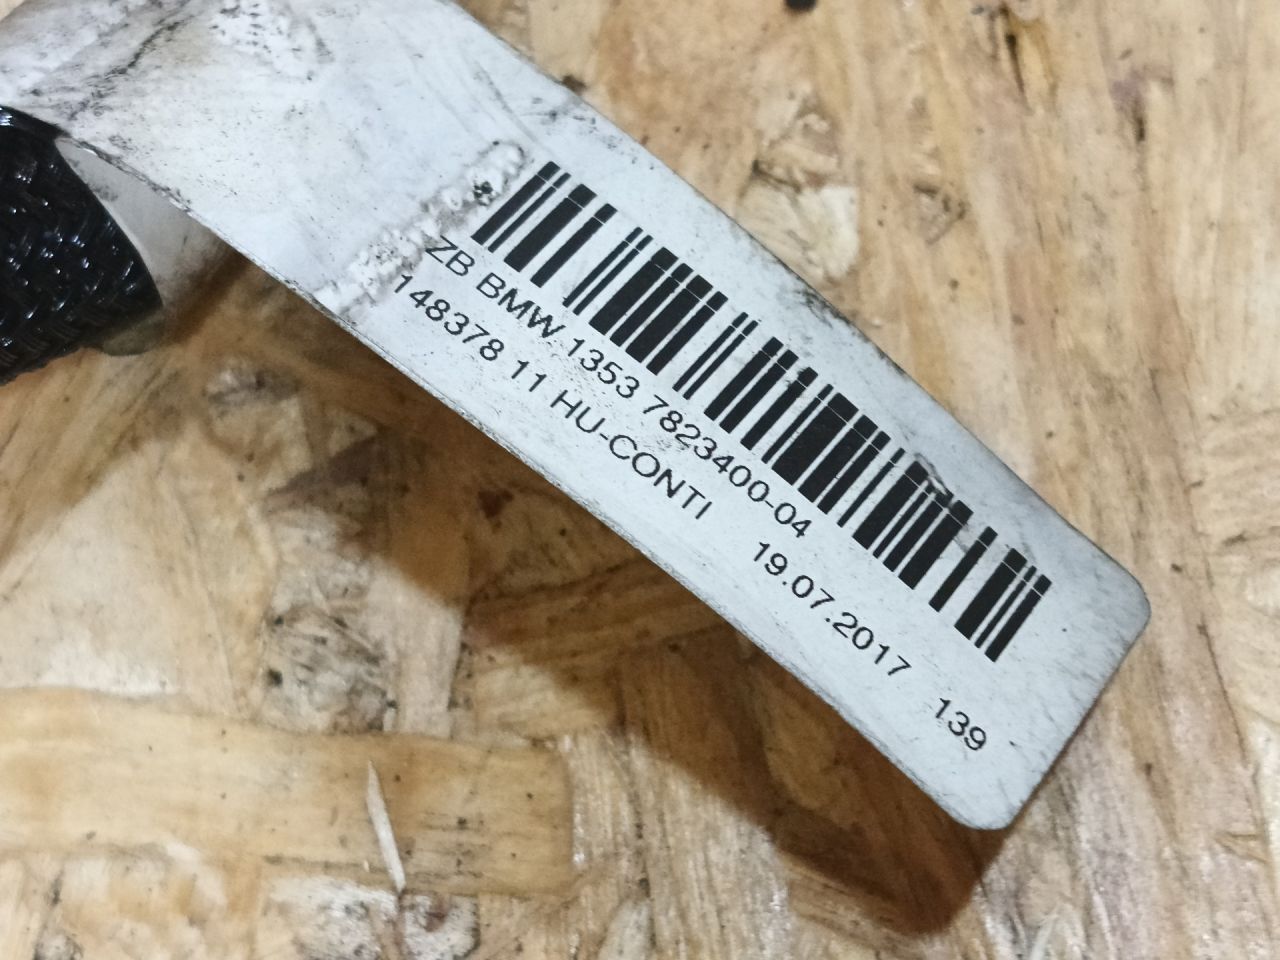 ZB BMW 1353 7823400-04
148378 11 HU-CONTI 19.07.2017 139